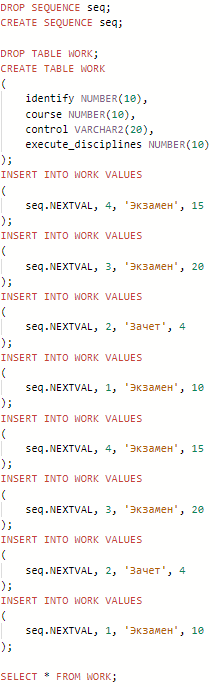 DROP SEQUENCE seq;
CREATE SEQUENCE seq;

DROP TABLE WORK;
CREATE TABLE WORK
(
    identify NUMBER(10),
    course NUMBER(10),
    control VARCHAR2(20),
    execute_disciplines NUMBER(10)
);
INSERT INTO WORK VALUES
(
    seq.NEXTVAL, 4, 'Экзамен', 15
);
INSERT INTO WORK VALUES
(
    seq.NEXTVAL, 3, 'Экзамен', 20
);
INSERT INTO WORK VALUES
(
    seq.NEXTVAL, 2, 'Зачет', 4
);
INSERT INTO WORK VALUES
(
    seq.NEXTVAL, 1, 'Экзамен', 10
);
INSERT INTO WORK VALUES
(
    seq.NEXTVAL, 4, 'Экзамен', 15
);
INSERT INTO WORK VALUES
(
    seq.NEXTVAL, 3, 'Экзамен', 20
);
INSERT INTO WORK VALUES
(
    seq.NEXTVAL, 2, 'Зачет', 4
);
INSERT INTO WORK VALUES
(
    seq.NEXTVAL, 1, 'Экзамен', 10
);

SELECT * FROM WORK;